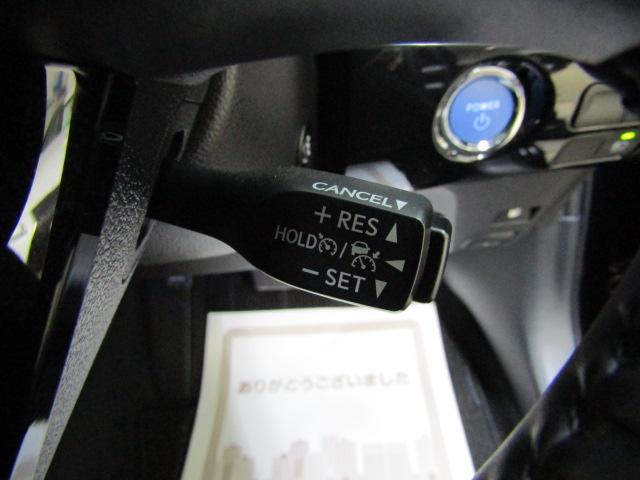 POWER
CANCEL▼
+ RES ▲
HOLD /
− SET ▼
ありがとうございました